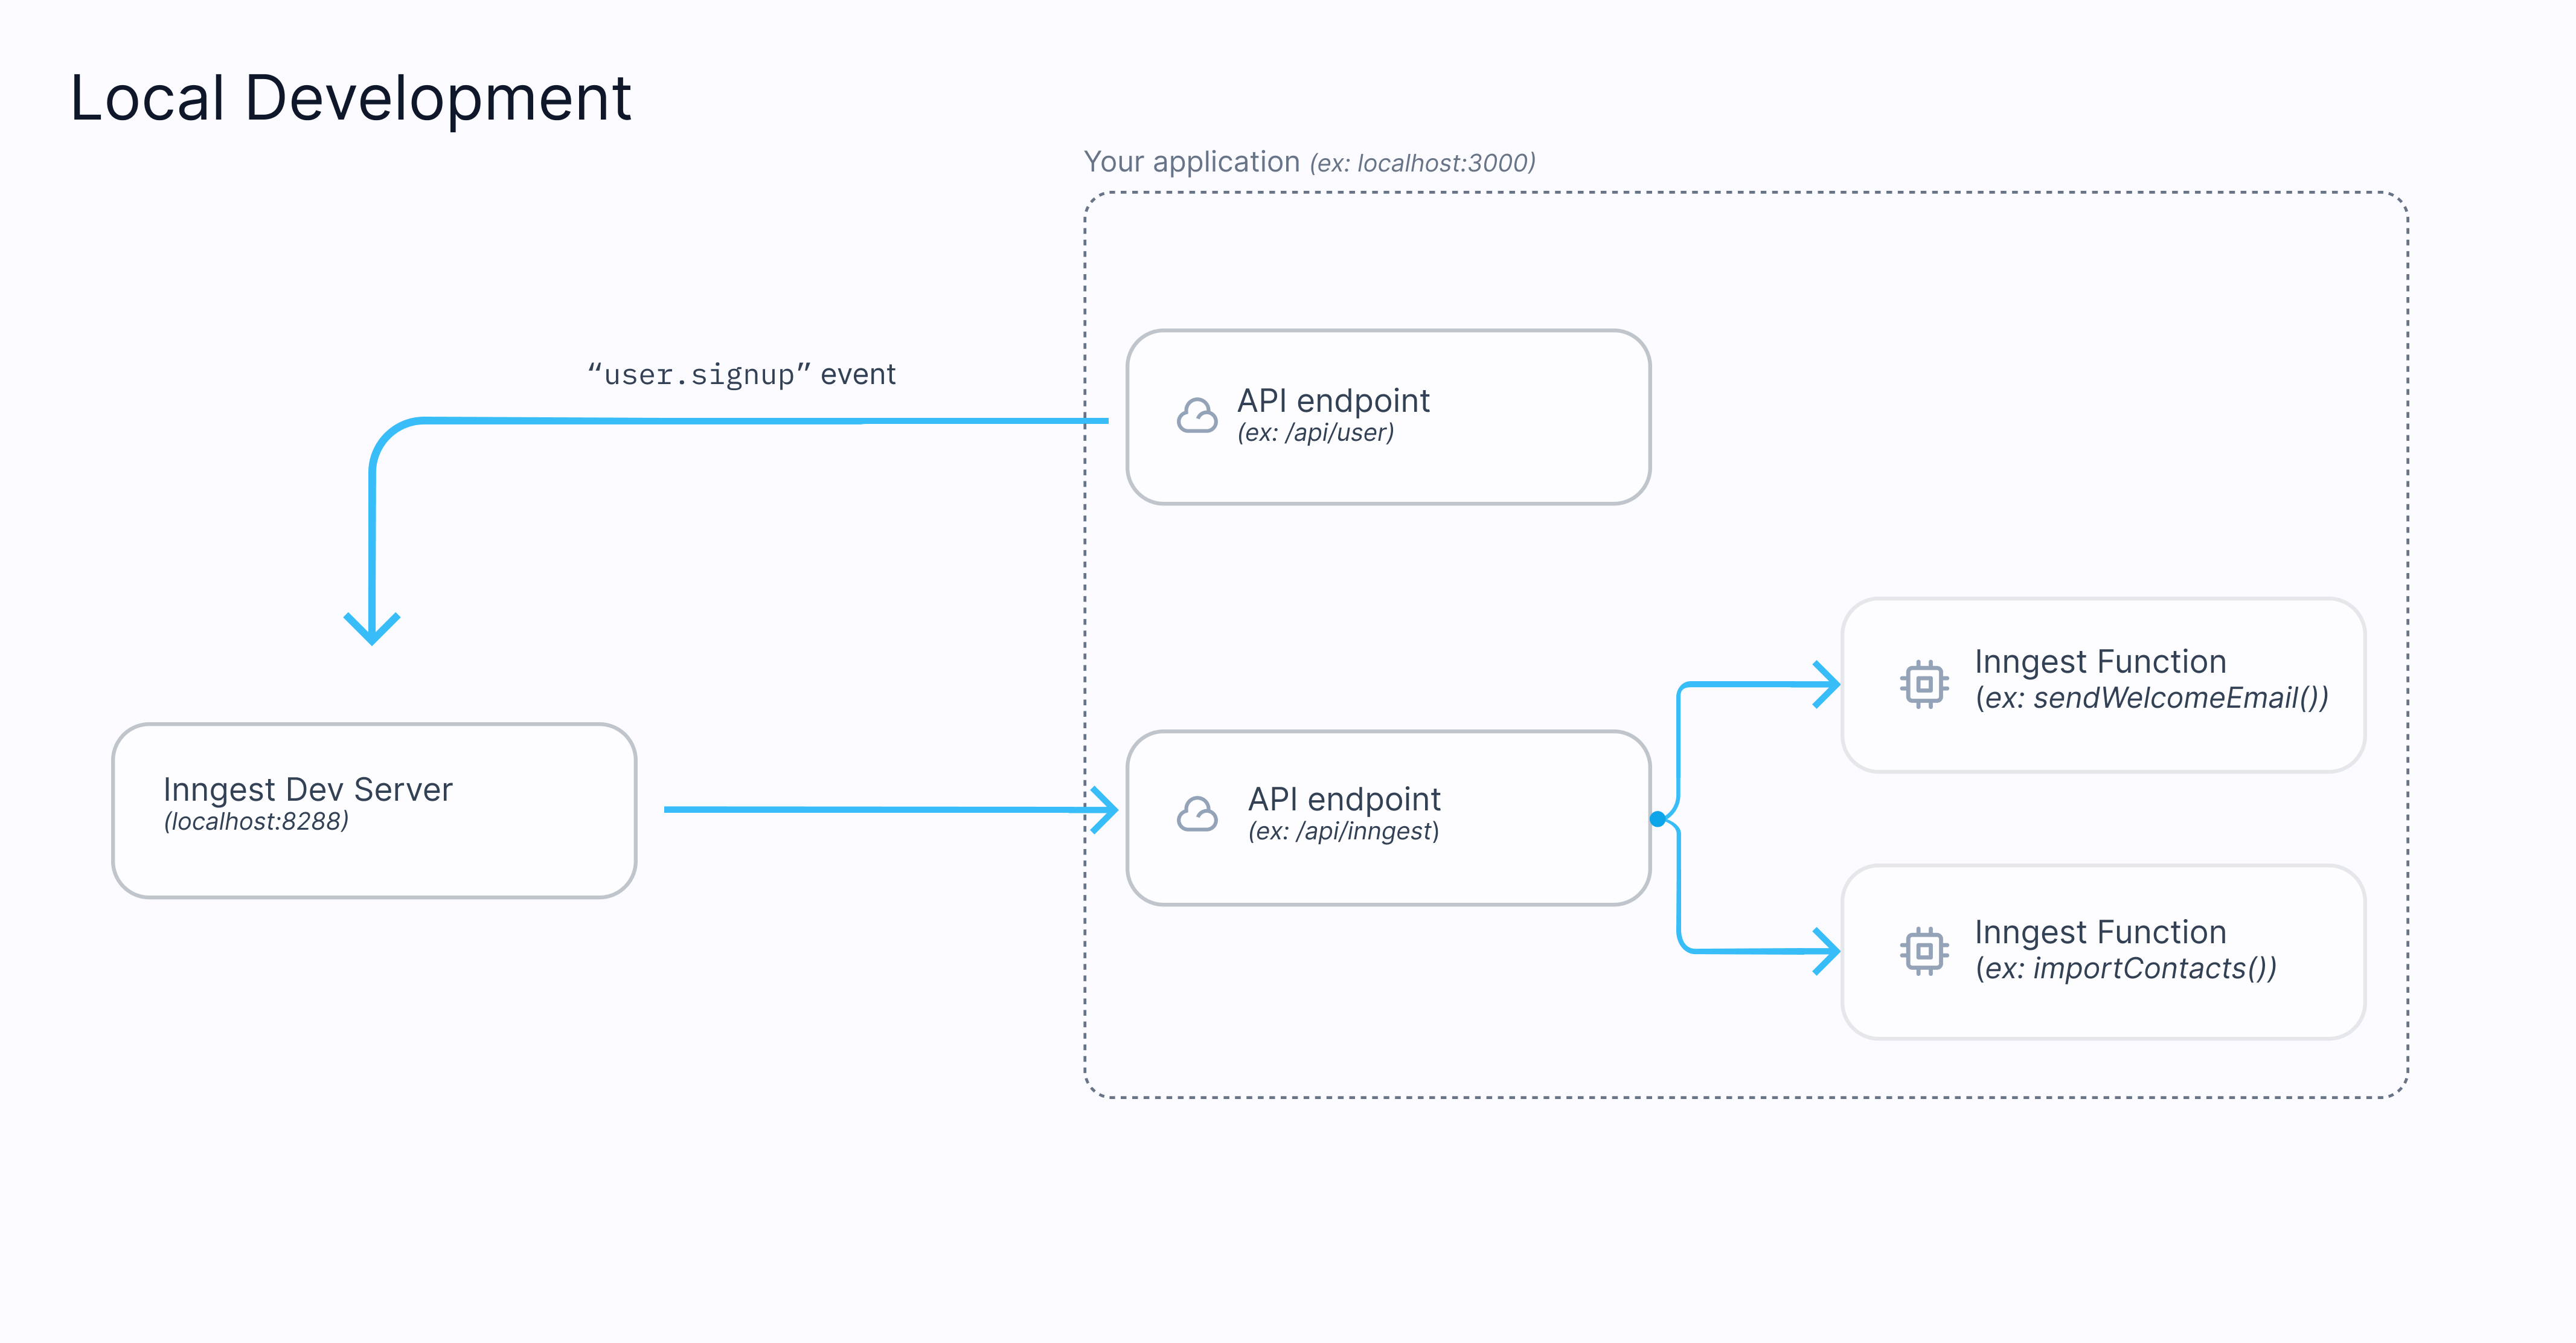 Local Development
Your application (ex: localhost:3000)
“user.signup” event
API endpoint
(ex: /api/user)
Inngest Dev Server
(localhost:8288)
API endpoint
(ex: /api/inngest)
Inngest Function
(ex: sendWelcomeEmail())
Inngest Function
(ex: importContacts())